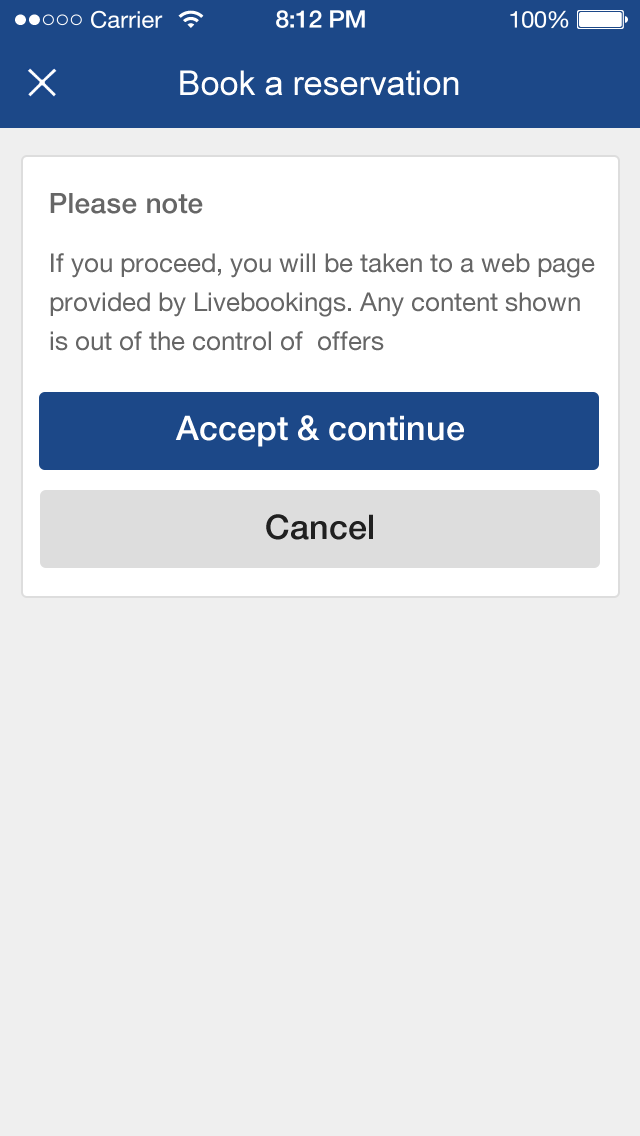 Carrier 8:12 PM 100%
Book a reservation
Please note
If you proceed, you will be taken to a web page
provided by Livebookings. Any content shown
is out of the control of  offers
Accept & continue
Cancel